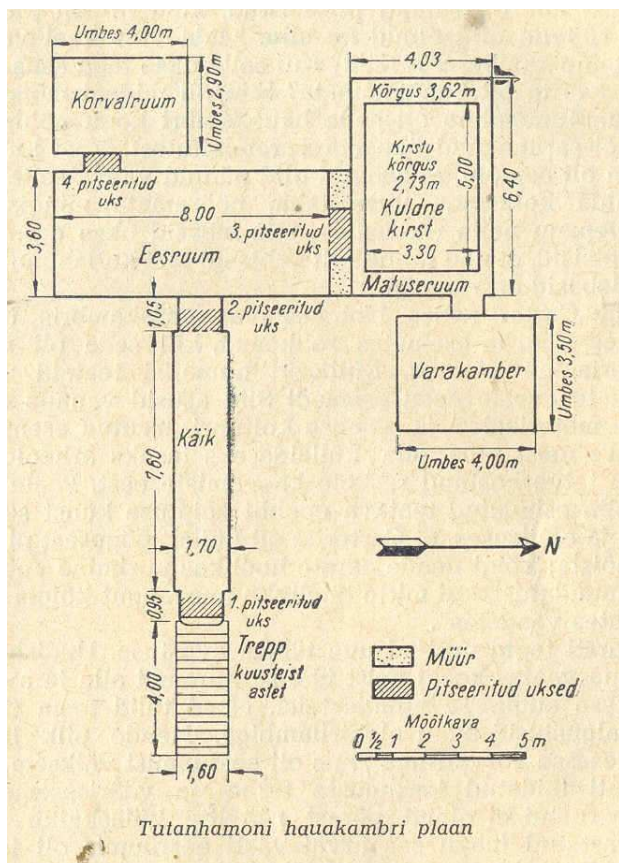 Umbes 4,00m
Kõrvalruum
Umbes 2,90m
4,03
Kõrgus 3,62m
Kirstu
kõrgus
2,73m
Kuldne
kirst
5,00
6,40
3,30
Matuseruum
4. pitseeritud
uks
8.00
3. pitseeritud
uks
3,60
Eesruum
1,05
2. pitseeritud
uks
Varakamber
Umbes 3,50m
Umbes 4,00m
Käik
7,60
1,70
N
0,96
1. pitseeritud
uks
Trepp
kuusteist
astet
4,00
1,60
Müür
Pitseeritud uksed
Mõõtkava
0 ½ 1 2 3 4 5 m
Tutanhamoni hauakambri plaan